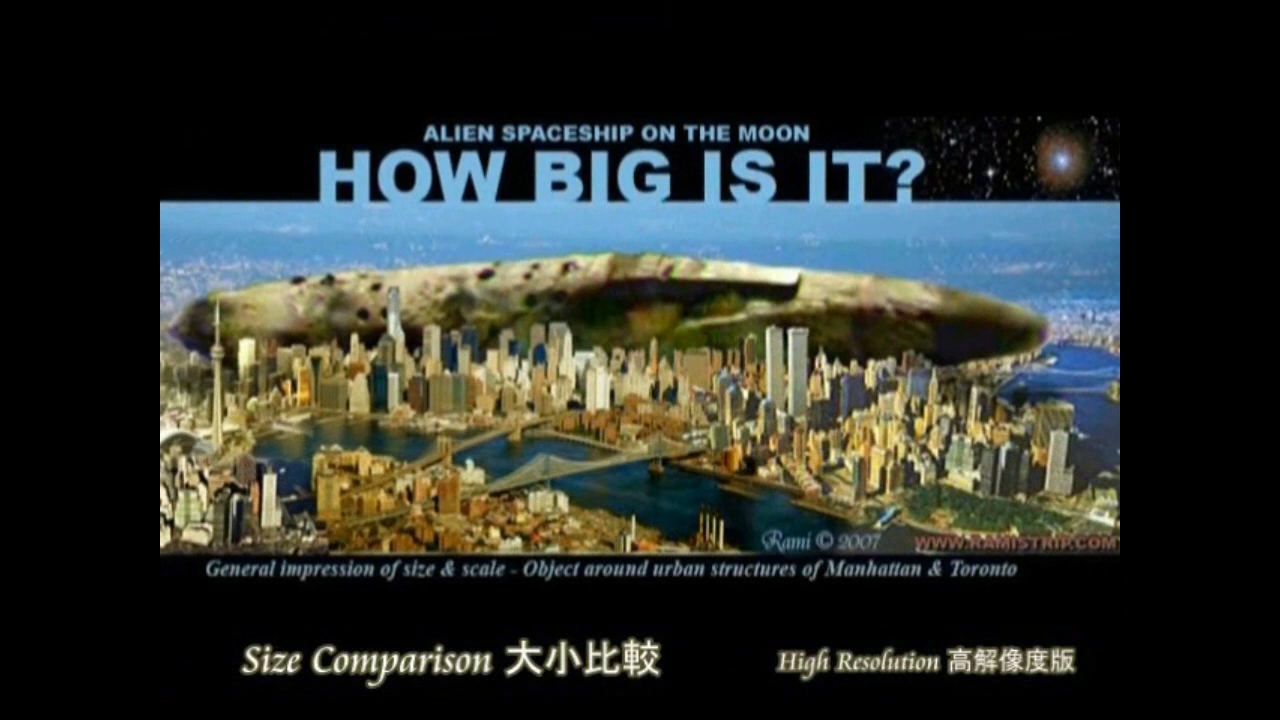 ALIEN SPACESHIP ON THE MOON
HOW BIG IS IT?
Rami © 2007
WWW.RAMISTRIP.COM
General impression of size & scale - Object around urban structures of Manhattan & Toronto
Size Comparison 大小比較
High Resolution 高解像度版